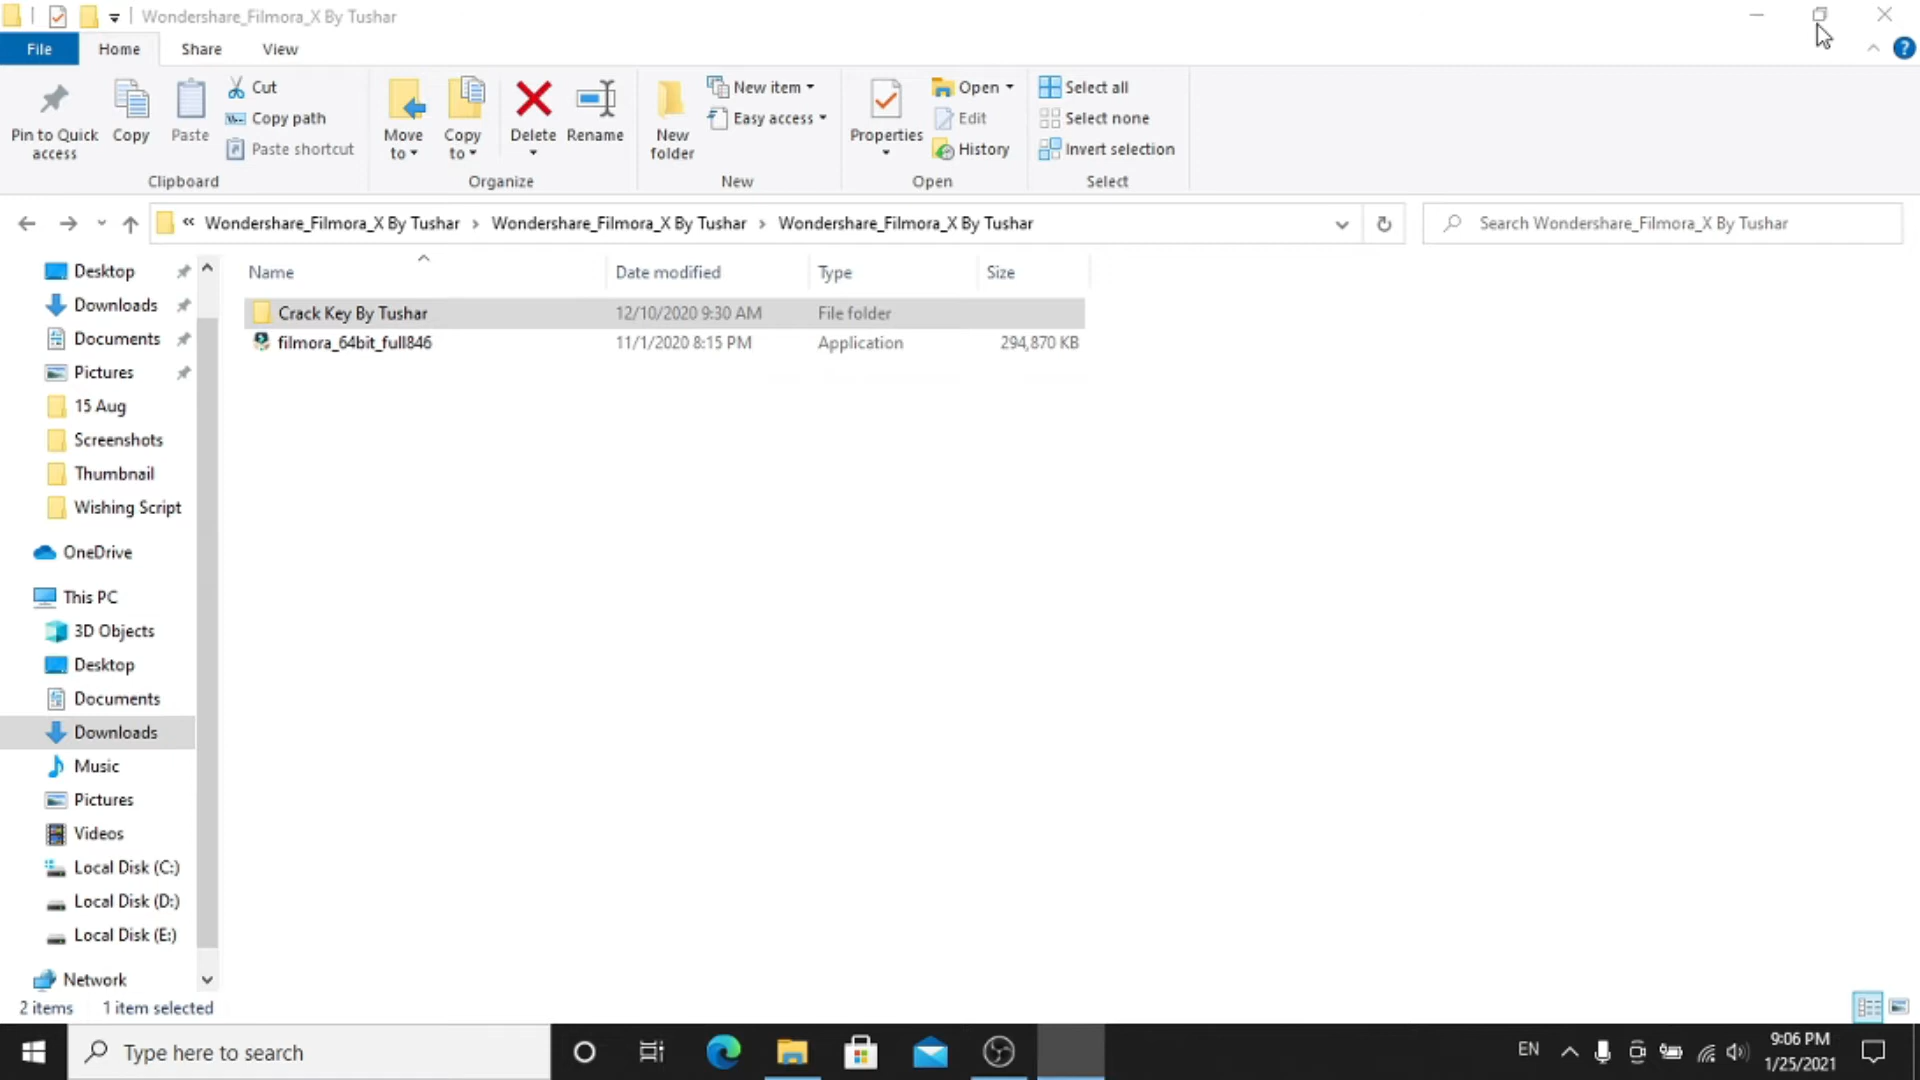 Wondershare_Filmora_X By Tushar
File Home Share View
Pin to Quick access
Copy
Paste
Cut
Copy path
Paste shortcut
Clipboard
Move to
Copy to
Delete
Rename
Organize
New folder
New item
Easy access
New
Properties
Open
Edit
History
Open
Select all
Select none
Invert selection
Select
« Wondershare_Filmora_X By Tushar › Wondershare_Filmora_X By Tushar › Wondershare_Filmora_X By Tushar
Search Wondershare_Filmora_X By Tushar
Name Date modified Type Size
Crack Key By Tushar 12/10/2020 9:30 AM File folder
filmora_64bit_full846 11/1/2020 8:15 PM Application 294,870 KB
Desktop
Downloads
Documents
Pictures
15 Aug
Screenshots
Thumbnail
Wishing Script
OneDrive
This PC
3D Objects
Desktop
Documents
Downloads
Music
Pictures
Videos
Local Disk (C:)
Local Disk (D:)
Local Disk (E:)
Network
2 items 1 item selected
Type here to search
EN
9:06 PM
1/25/2021